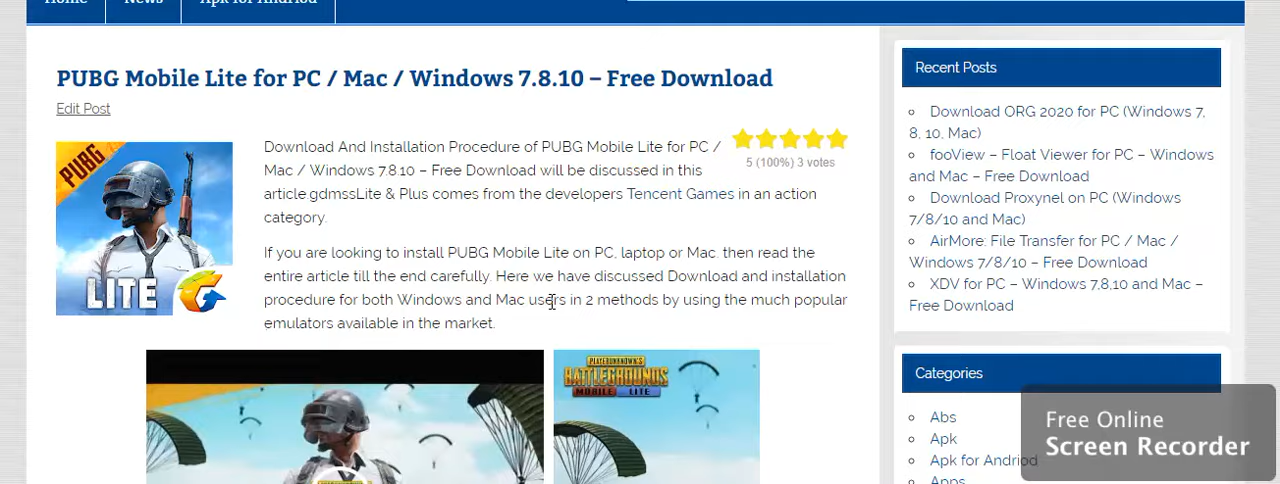 Home
News
Apk for Andriod
PUBG Mobile Lite for PC / Mac / Windows 7.8.10 – Free Download
Edit Post
PUBG
LITE
Download And Installation Procedure of PUBG Mobile Lite for PC /
Mac / Windows 7.8.10 – Free Download will be discussed in this
article.gdmssLite & Plus comes from the developers Tencent Games in an action
category.
5 (100%) 3 votes
If you are looking to install PUBG Mobile Lite on PC, laptop or Mac. then read the
entire article till the end carefully. Here we have discussed Download and installation
procedure for both Windows and Mac users in 2 methods by using the much popular
emulators available in the market.
PLAYERUNKNOWN'S
BATTLEGROUNDS
MOBILE LITE
Recent Posts
Download ORG 2020 for PC (Windows 7,
8, 10, Mac)
fooView – Float Viewer for PC – Windows
and Mac – Free Download
Download Proxynel on PC (Windows
7/8/10 and Mac)
AirMore: File Transfer for PC / Mac /
Windows 7/8/10 – Free Download
XDV for PC – Windows 7,8,10 and Mac –
Free Download
Categories
Abs
Apk
Apk for Andriod
Apps
Free Online
Screen Recorder